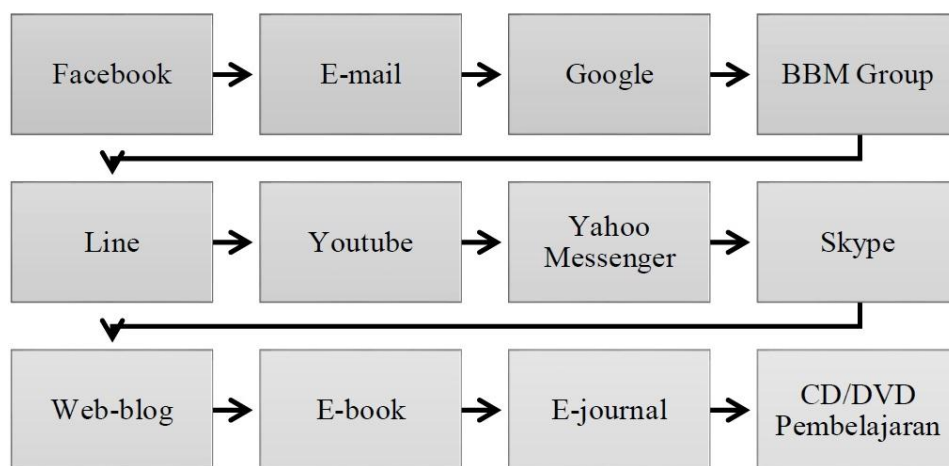 Facebook
E-mail
Google
BBM Group
Line
Youtube
Yahoo
Messenger
Skype
Web-blog
E-book
E-journal
CD/DVD
Pembelajaran